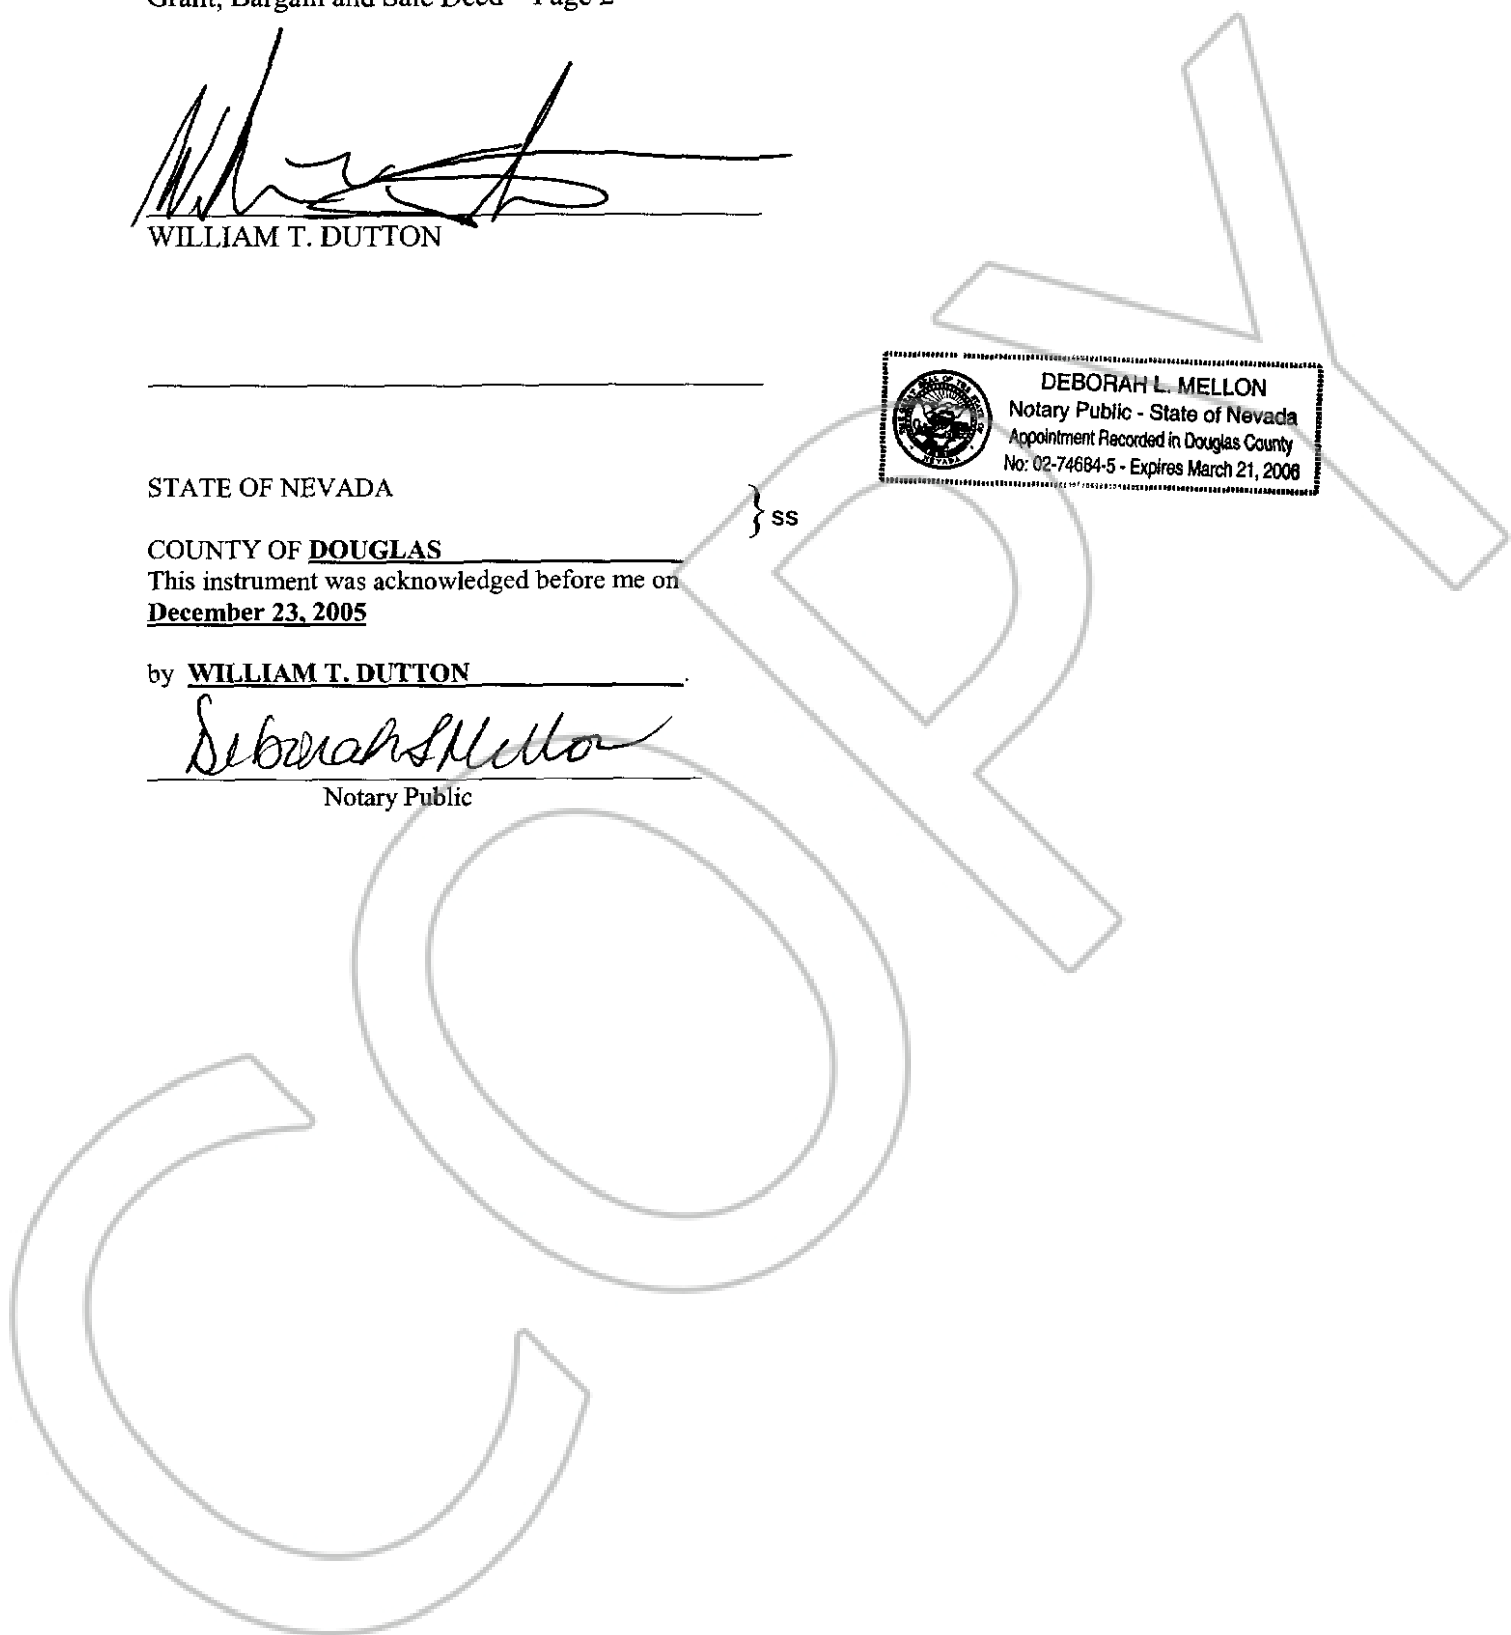 Grant, Bargain and Sale Deed – Page 2
WILLIAM T. DUTTON
DEBORAH L. MELLON
Notary Public - State of Nevada
Appointment Recorded in Douglas County
No: 02-74684-5 - Expires March 21, 2006
STATE OF NEVADA
} ss
COUNTY OF DOUGLAS
This instrument was acknowledged before me on
December 23, 2005
by WILLIAM T. DUTTON.
Deborah L Mellon
Notary Public
COPY